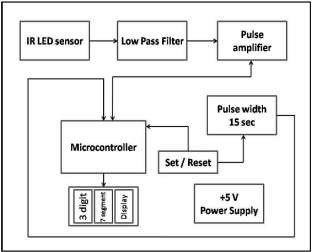 IR LED sensor
Low Pass Filter
Pulse
amplifier
Pulse width
15 sec
Microcontroller
Set / Reset
3 digit
7 segment
Display
+5 V
Power Supply